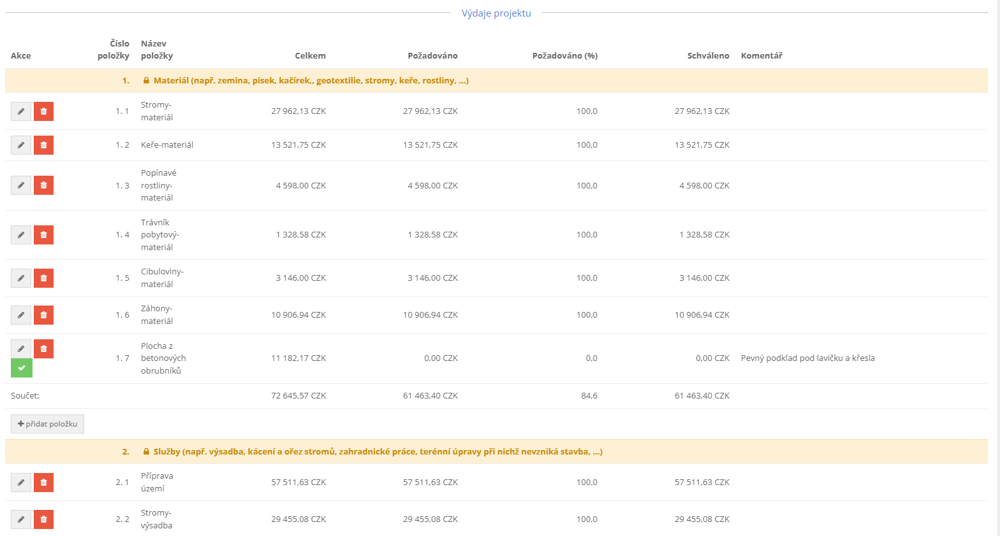 Výdaje projektu
Akce Číslo položky Název položky Celkem Požadováno Požadováno (%) Schváleno Komentář
1. Materiál (např. zemina, písek, kačírek,, geotextilie, stromy, keře, rostliny, ...)
1. 1 Stromy-materiál 27 962,13 CZK 27 962,13 CZK 100,0 27 962,13 CZK
1. 2 Keře-materiál 13 521,75 CZK 13 521,75 CZK 100,0 13 521,75 CZK
1. 3 Popínavé rostliny-materiál 4 598,00 CZK 4 598,00 CZK 100,0 4 598,00 CZK
1. 4 Trávník pobytový-materiál 1 328,58 CZK 1 328,58 CZK 100,0 1 328,58 CZK
1. 5 Cibuloviny-materiál 3 146,00 CZK 3 146,00 CZK 100,0 3 146,00 CZK
1. 6 Záhony-materiál 10 906,94 CZK 10 906,94 CZK 100,0 10 906,94 CZK
1. 7 Plocha z betonových obrubníků 11 182,17 CZK 0,00 CZK 0,0 0,00 CZK Pevný podklad pod lavičku a křesla
Součet: 72 645,57 CZK 61 463,40 CZK 84,6 61 463,40 CZK
přidat položku
2. Služby (např. výsadba, kácení a ořez stromů, zahradnické práce, terénní úpravy při nichž nevzniká stavba, ...)
2. 1 Příprava území 57 511,63 CZK 57 511,63 CZK 100,0 57 511,63 CZK
2. 2 Stromy-výsadba 29 455,08 CZK 29 455,08 CZK 100,0 29 455,08 CZK